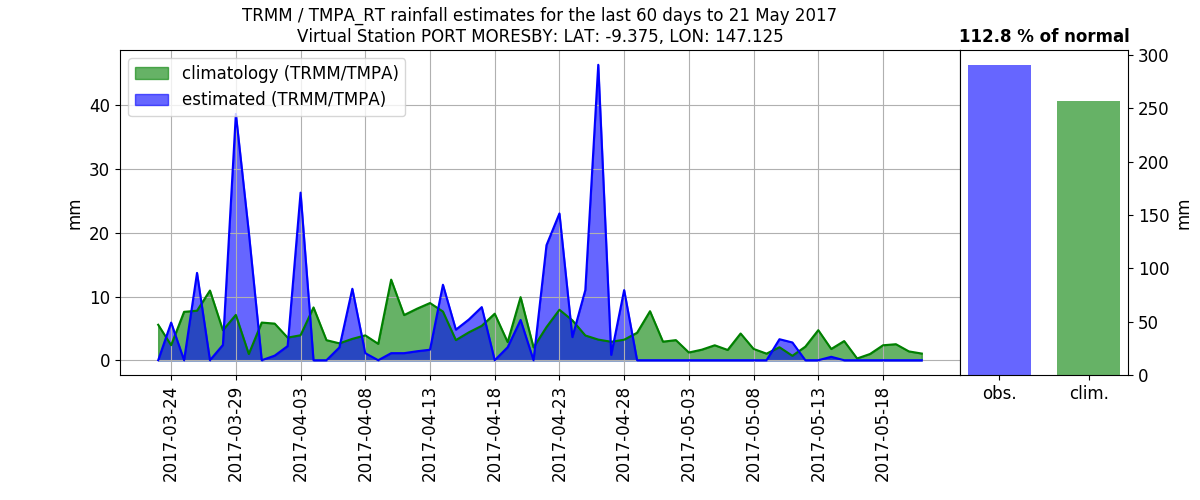 TRMM / TMPA_RT rainfall estimates for the last 60 days to 21 May 2017
Virtual Station PORT MORESBY: LAT: -9.375, LON: 147.125
112.8 % of normal
climatology (TRMM/TMPA)
estimated (TRMM/TMPA)
mm
40
30
20
10
0
2017-03-24
2017-03-29
2017-04-03
2017-04-08
2017-04-13
2017-04-18
2017-04-23
2017-04-28
2017-05-03
2017-05-08
2017-05-13
2017-05-18
300
250
200
150
100
50
0
mm
obs.
clim.